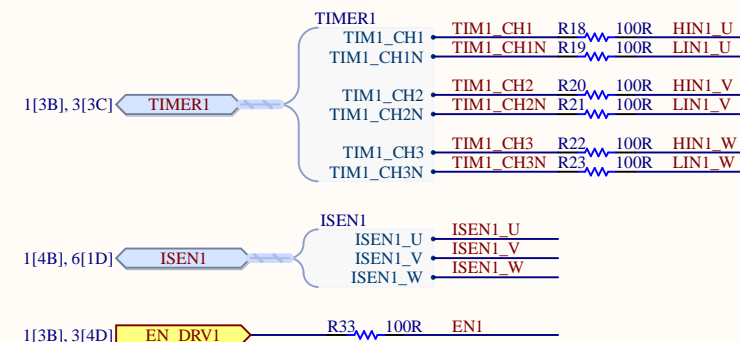 TIMER1
TIM1_CH1 TIM1_CH1 R18 100R HIN1_U
TIM1_CH1N TIM1_CH1N R19 100R LIN1_U
1[3B], 3[3C] TIMER1
TIM1_CH2 TIM1_CH2 R20 100R HIN1_V
TIM1_CH2N TIM1_CH2N R21 100R LIN1_V
TIM1_CH3 TIM1_CH3 R22 100R HIN1_W
TIM1_CH3N TIM1_CH3N R23 100R LIN1_W
ISEN1
ISEN1_U ISEN1_U
1[4B], 6[1D] ISEN1 ISEN1_V ISEN1_V
ISEN1_W ISEN1_W
1[3B], 3[4D] EN_DRV1 R33 100R EN1